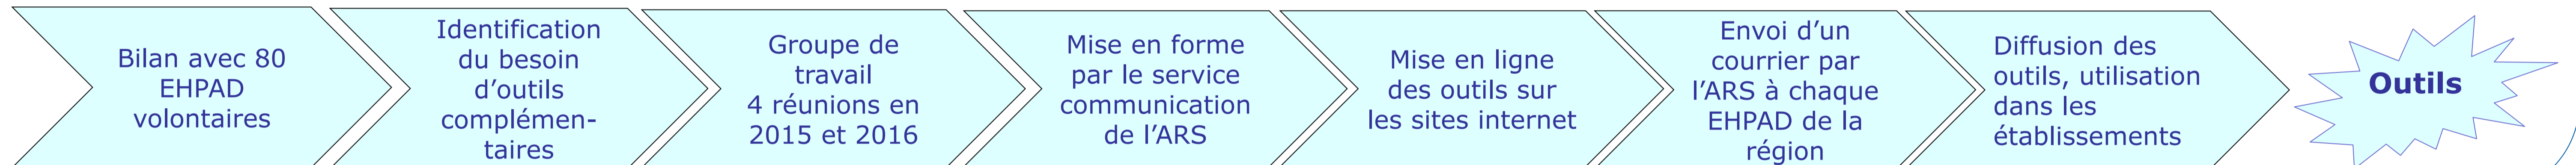 Bilan avec 80
EHPAD
volontaires
Identification
du besoin
d’outils
complémen-
taires
Groupe de
travail
4 réunions en
2015 et 2016
Mise en forme
par le service
communication
de l’ARS
Mise en ligne
des outils sur
les sites internet
Envoi d’un
courrier par
l’ARS à chaque
EHPAD de la
région
Diffusion des
outils, utilisation
dans les
établissements
Outils